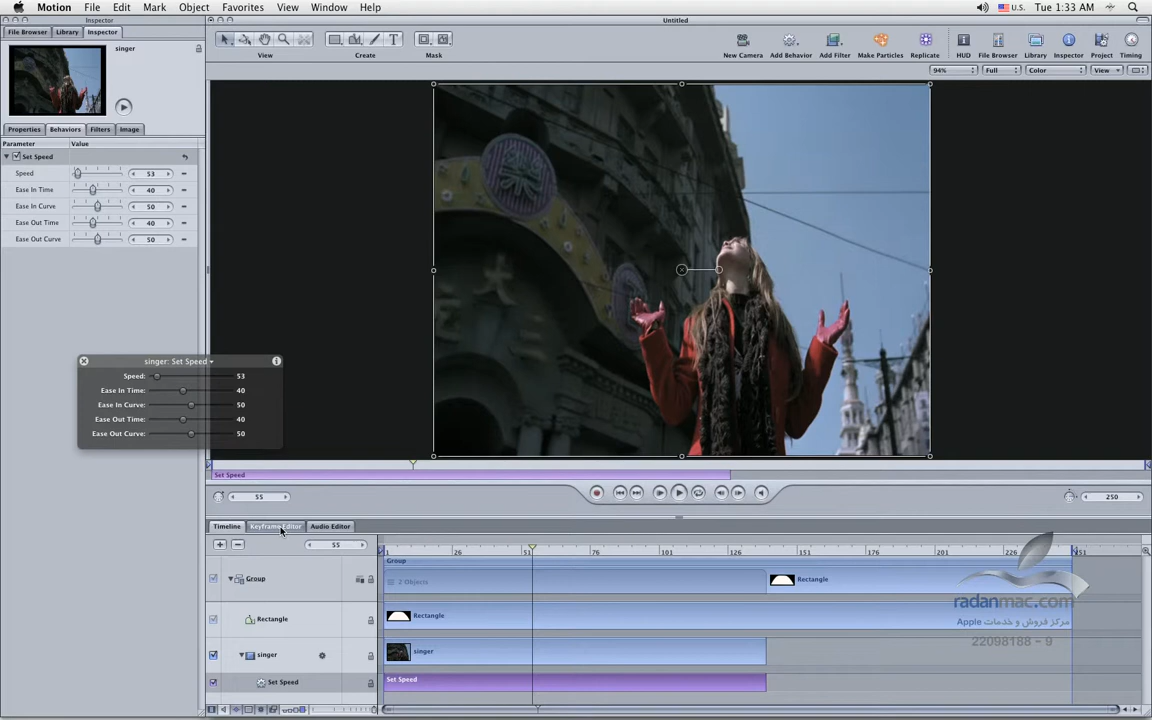 Motion File Edit Mark Object Favorites View Window Help
U.S. Tue 1:33 AM
Inspector
Untitled
File Browser Library Inspector
singer
View Create Mask
New Camera Add Behavior Add Filter Make Particles Replicate HUD File Browser Library Inspector Project Timing
94% Full Color View
Properties Behaviors Filters Image
Parameter Value
Set Speed
Speed 53
Ease In Time 40
Ease In Curve 50
Ease Out Time 40
Ease Out Curve 50
singer: Set Speed
Speed: 53
Ease In Time: 40
Ease In Curve: 50
Ease Out Time: 40
Ease Out Curve: 50
Set Speed
55 250
Timeline Keyframe Editor Audio Editor
55
1 26 51 76 101 126 151 176 201 226 251
Group
Group 2 Objects Rectangle
Rectangle Rectangle
singer singer
Set Speed Set Speed
radanmac.com
مرکز فروش و خدمات Apple
22098188 - 9